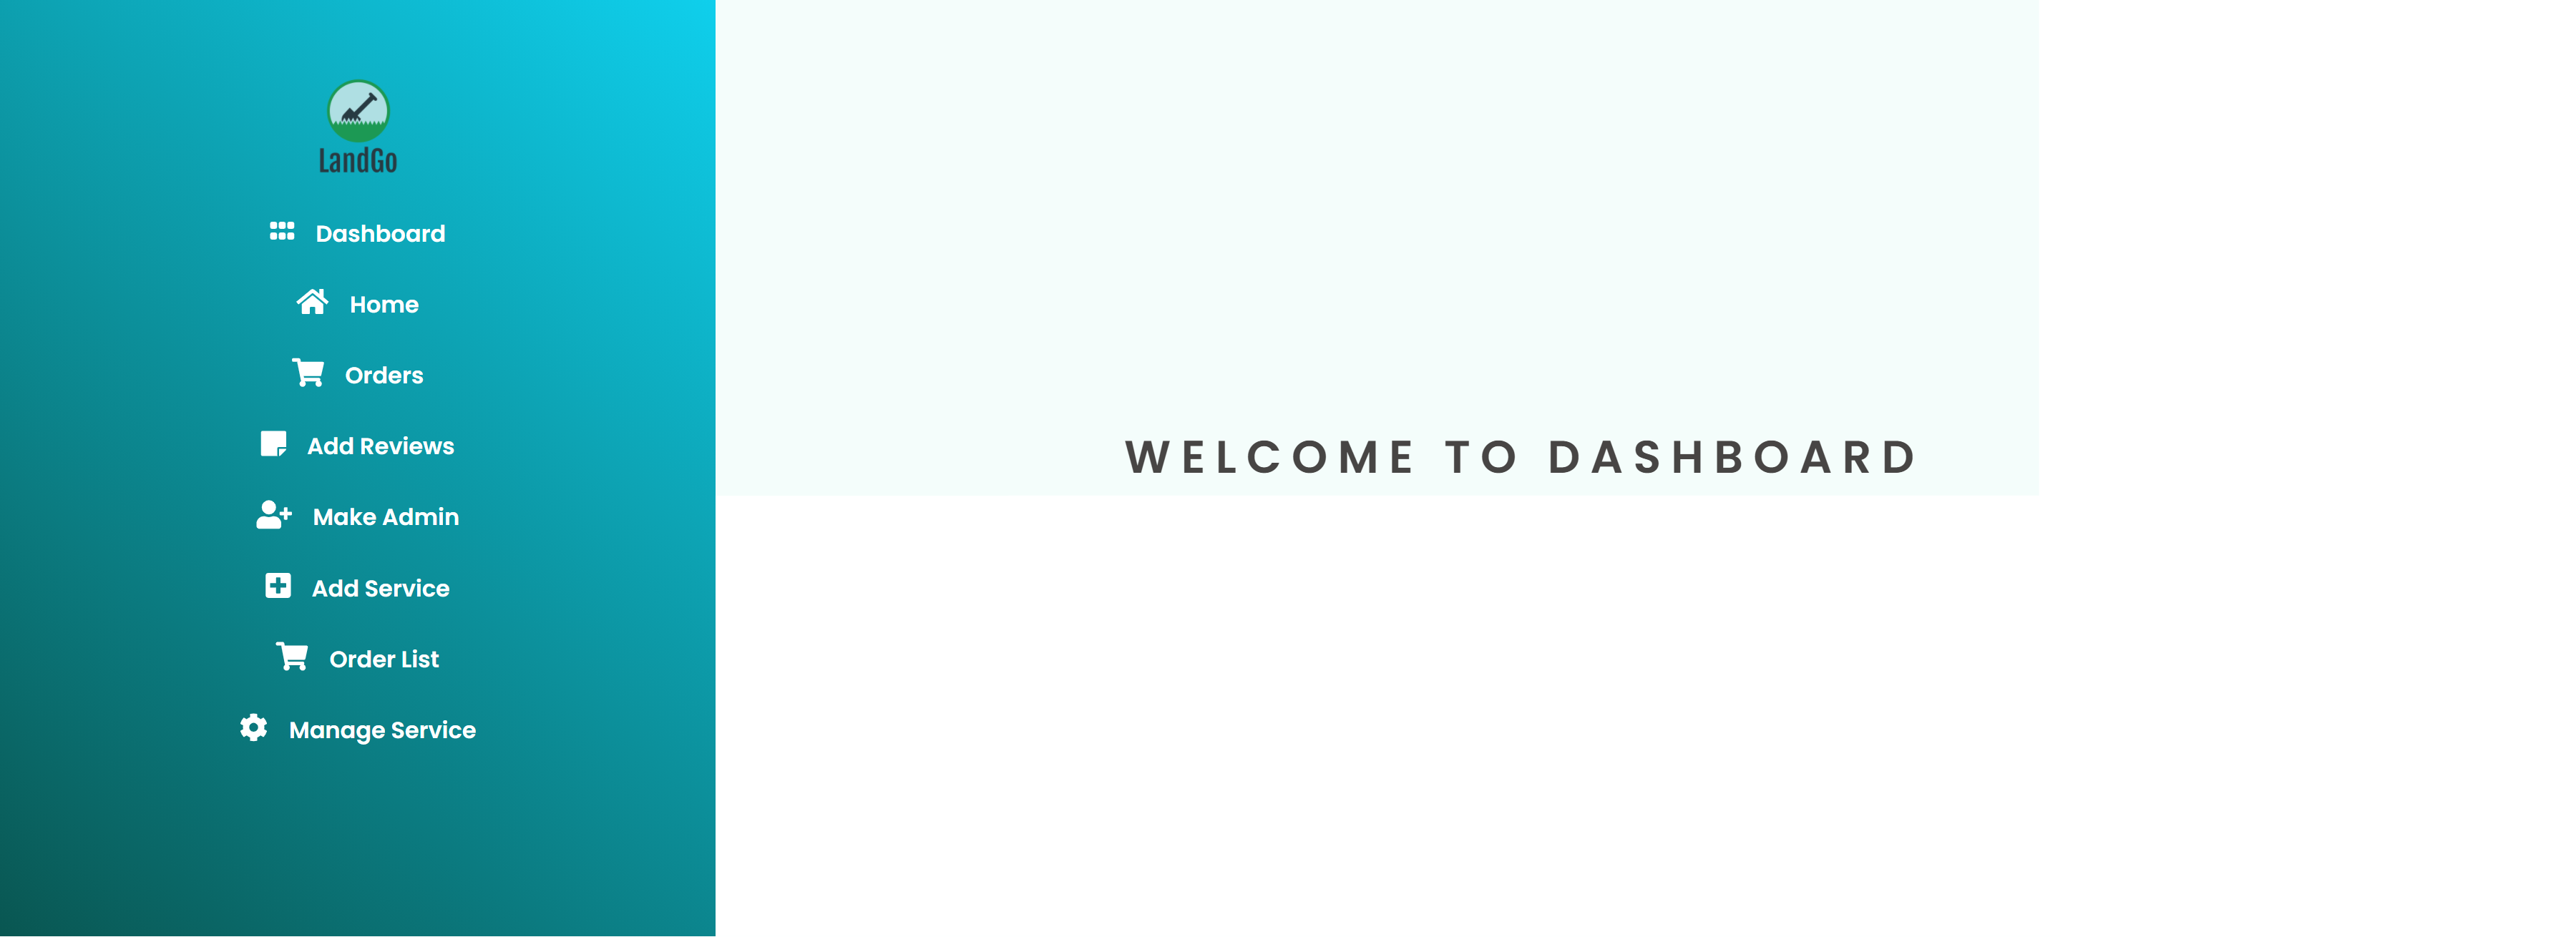 LandGo
Dashboard
Home
Orders
Add Reviews
Make Admin
Add Service
Order List
Manage Service
WELCOME TO DASHBOARD